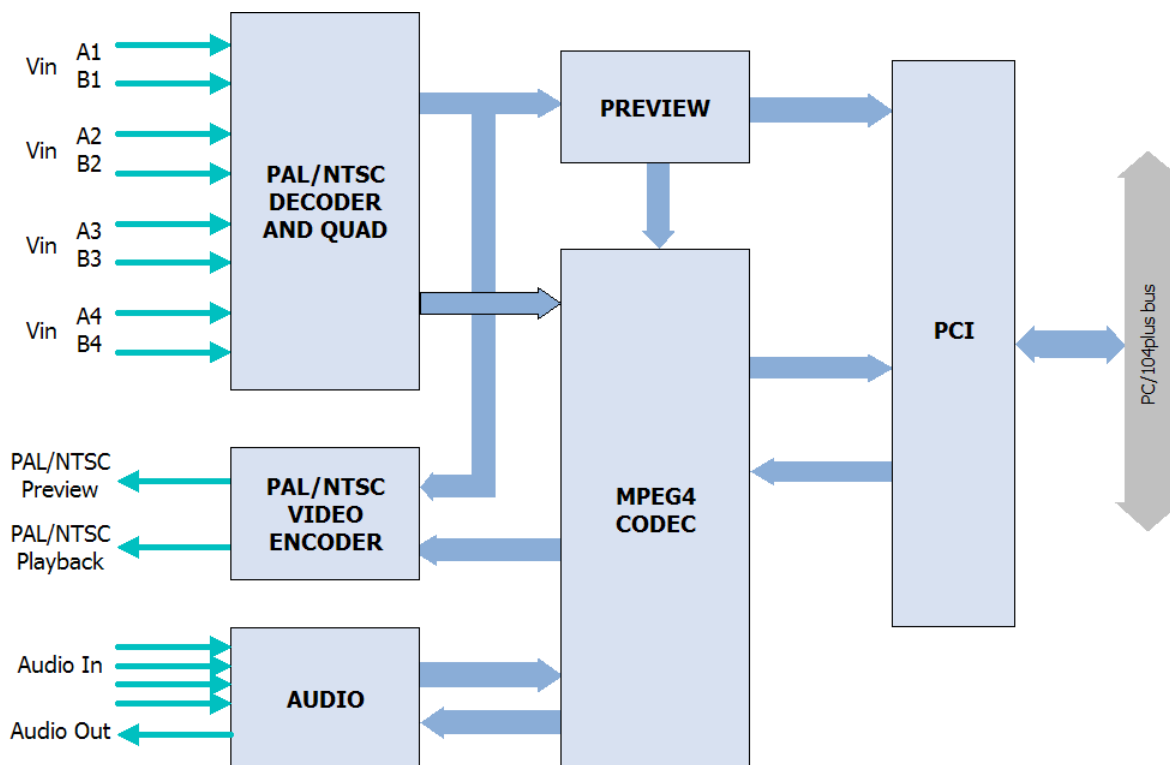 A1
Vin
B1
A2
Vin
B2
A3
Vin
B3
A4
Vin
B4
PAL/NTSC
DECODER
AND QUAD
PREVIEW
PCI
PC/104plus bus
MPEG4
CODEC
PAL/NTSC
Preview
PAL/NTSC
Playback
PAL/NTSC
VIDEO
ENCODER
Audio In
Audio Out
AUDIO